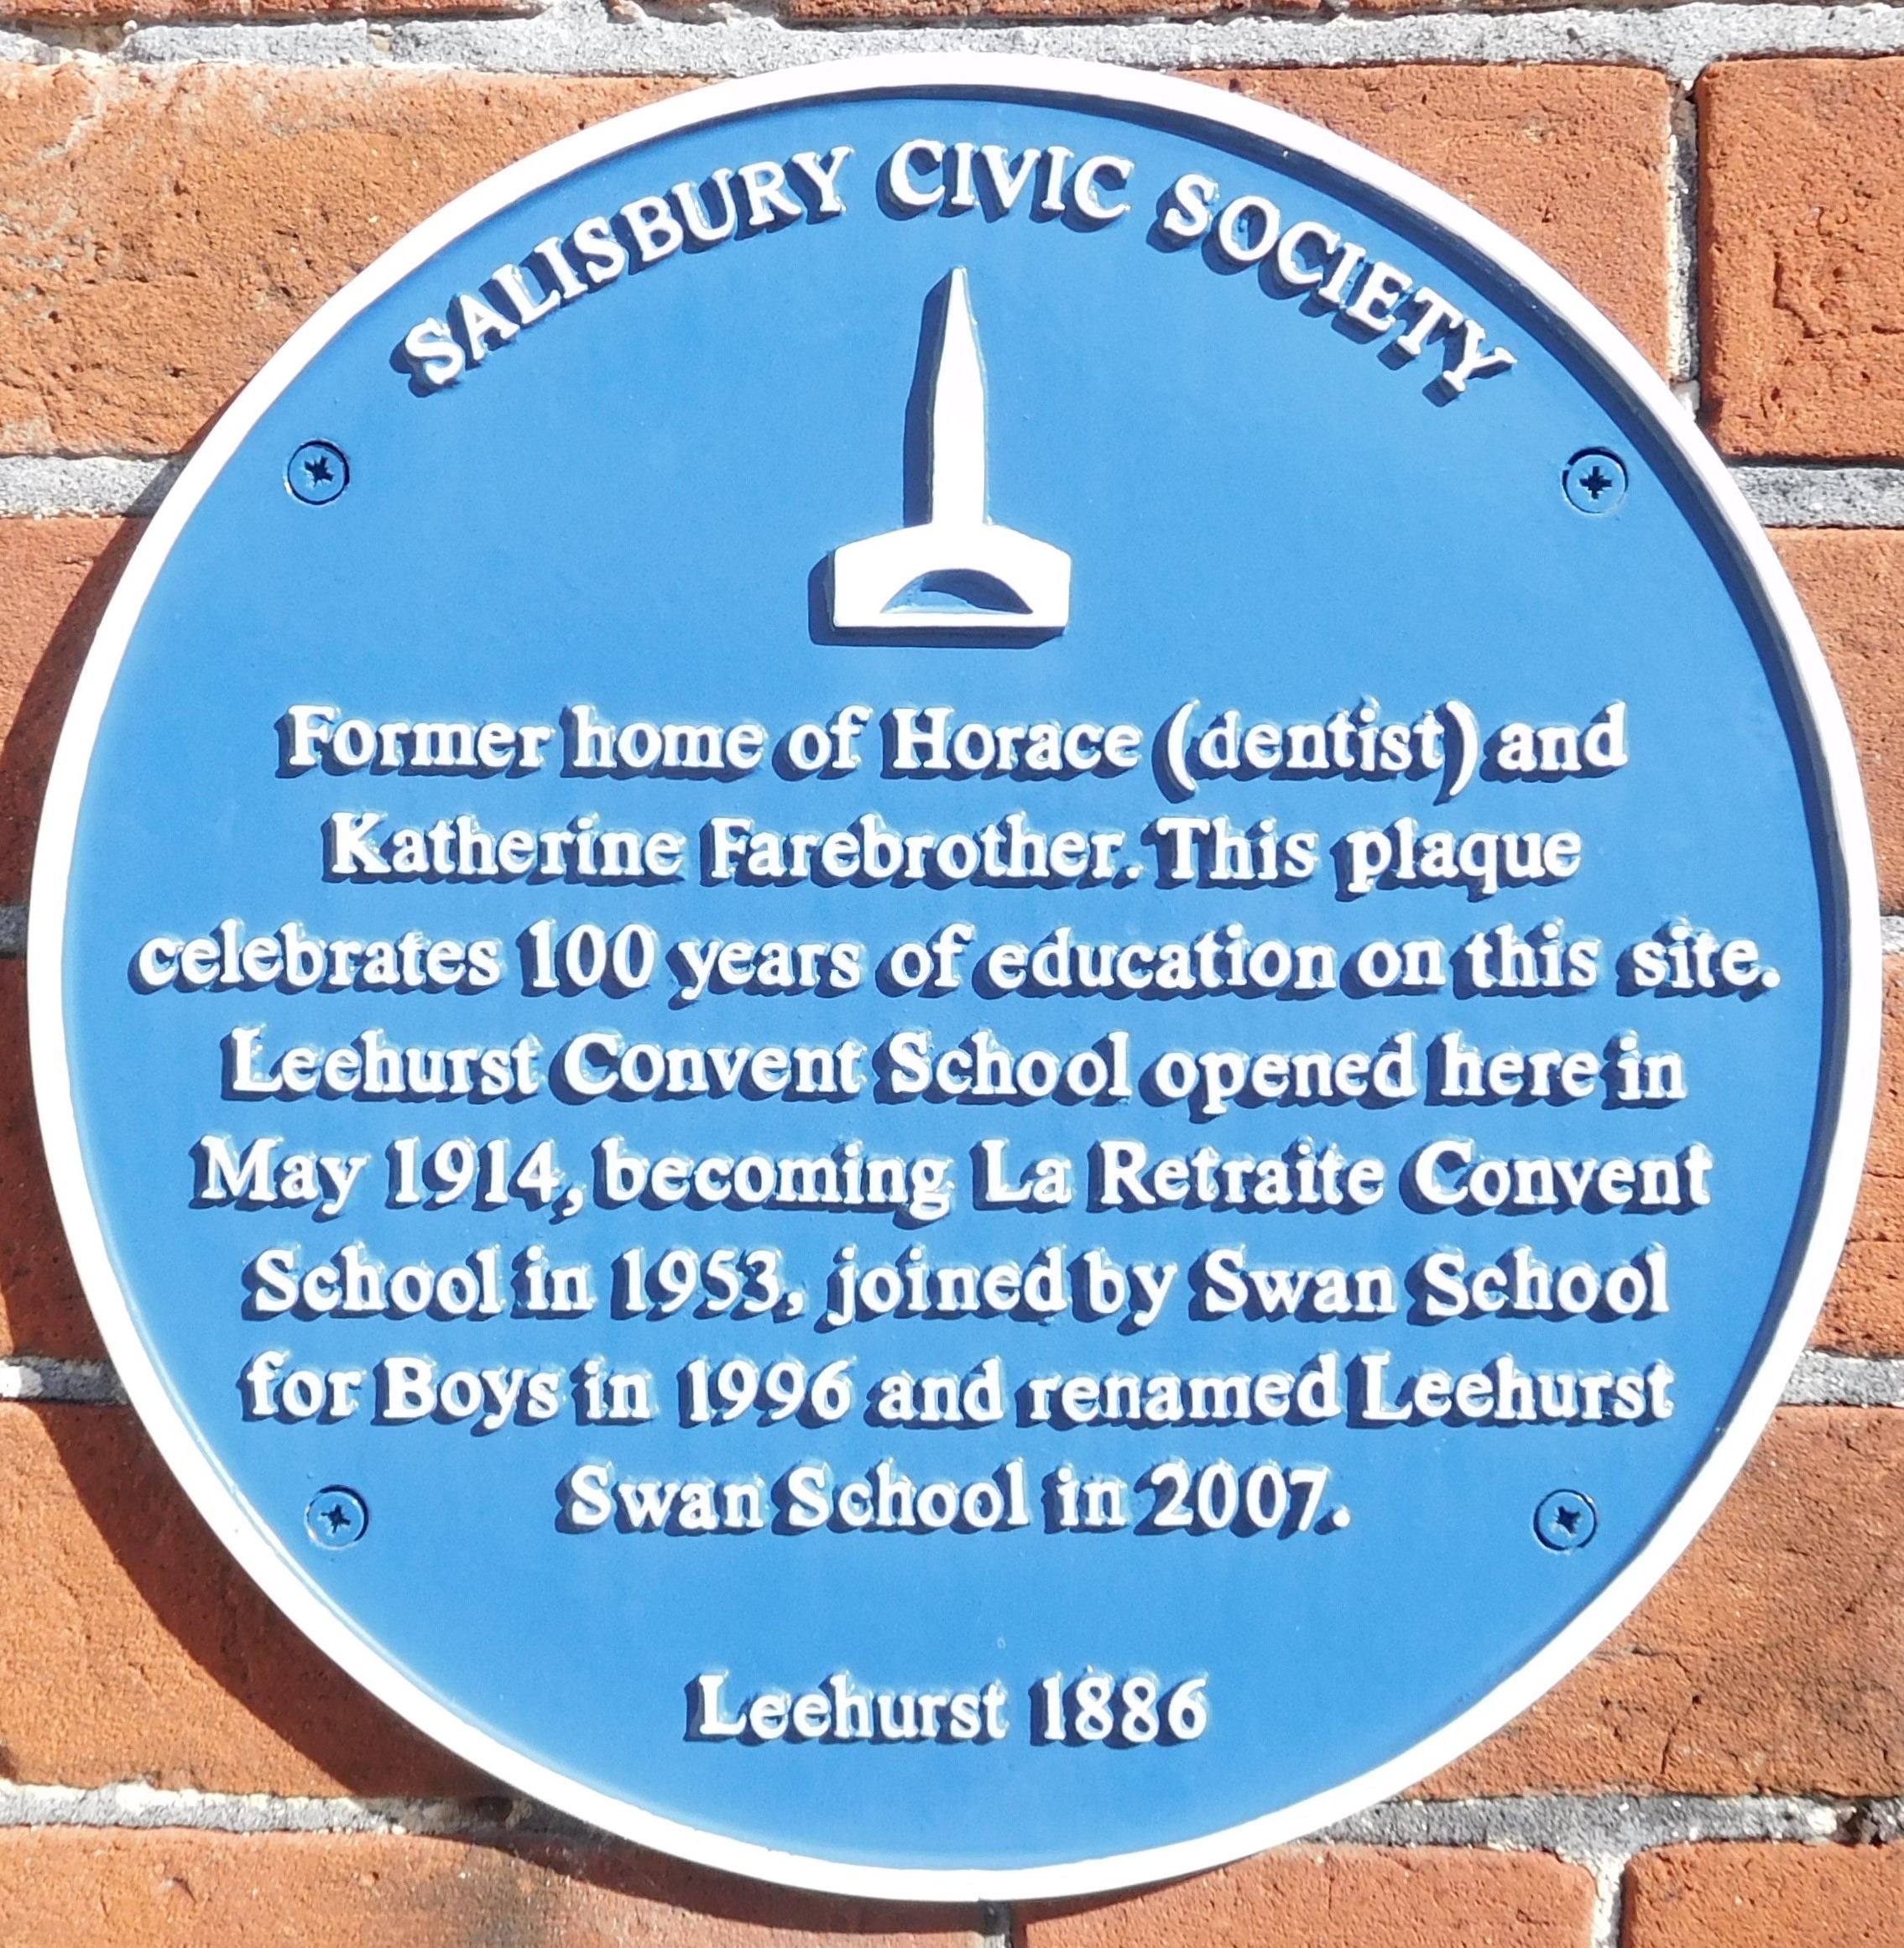 SALISBURY CIVIC SOCIETY
Former home of Horace (dentist) and
Katherine Farebrother. This plaque
celebrates 100 years of education on this site.
Leehurst Convent School opened here in
May 1914, becoming La Retraite Convent
School in 1953, joined by Swan School
for Boys in 1996 and renamed Leehurst
Swan School in 2007.
Leehurst 1886